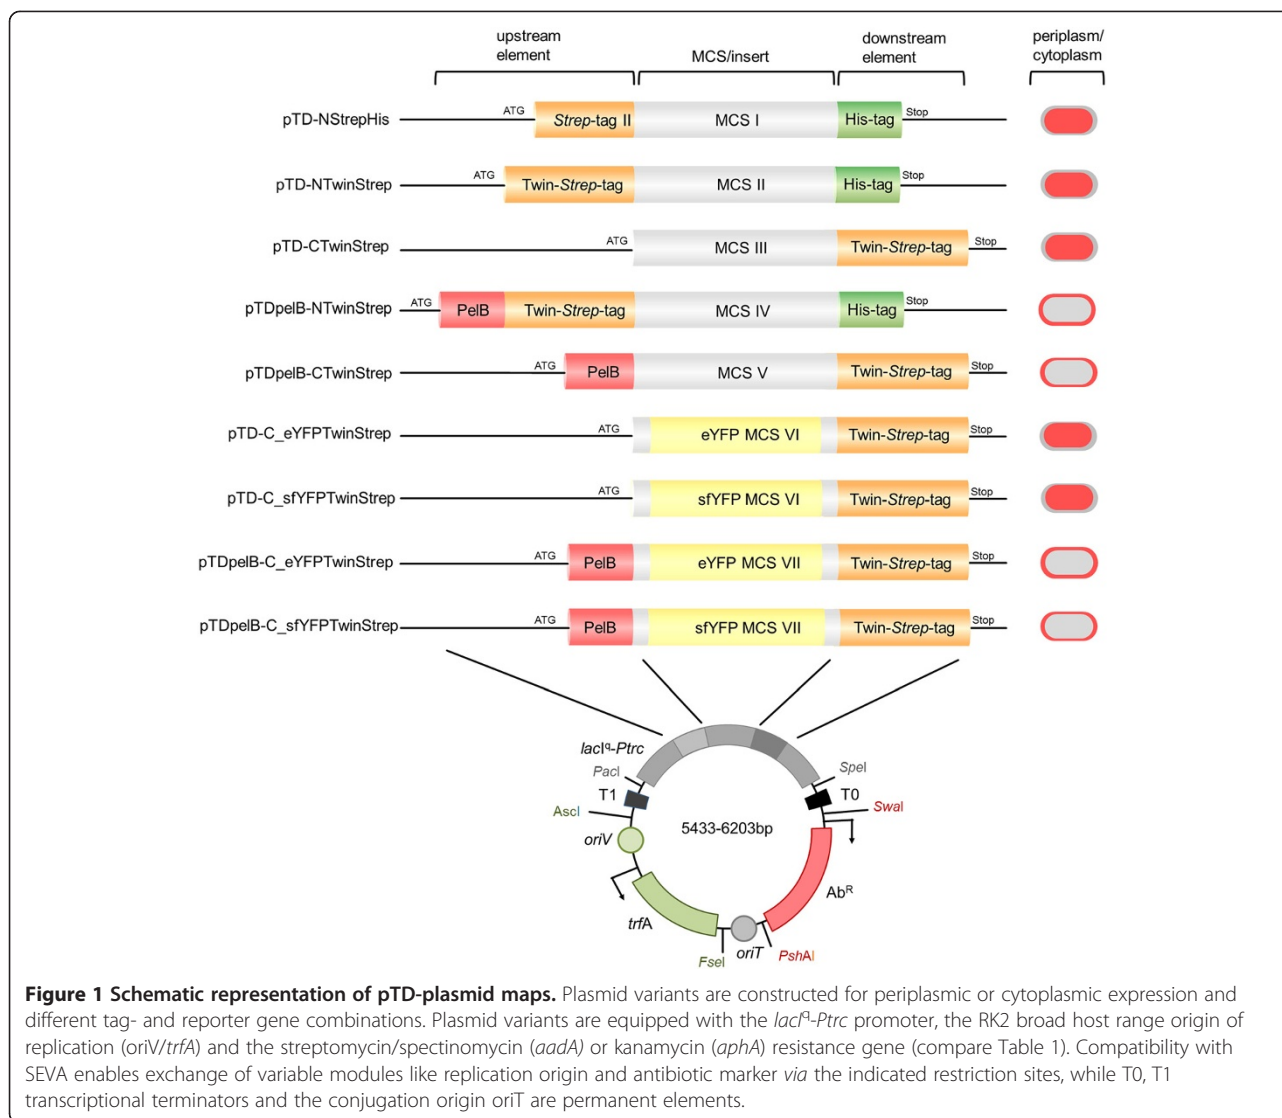 upstream element
MCS/insert
downstream element
periplasm/ cytoplasm
pTD-NStrepHis ATG Strep-tag II MCS I His-tag Stop
pTD-NTwinStrep ATG Twin-Strep-tag MCS II His-tag Stop
pTD-CTwinStrep ATG MCS III Twin-Strep-tag Stop
pTDpelB-NTwinStrep ATG PelB Twin-Strep-tag MCS IV His-tag Stop
pTDpelB-CTwinStrep ATG PelB MCS V Twin-Strep-tag Stop
pTD-C_eYFPTwinStrep ATG eYFP MCS VI Twin-Strep-tag Stop
pTD-C_sfYFPTwinStrep ATG sfYFP MCS VI Twin-Strep-tag Stop
pTDpelB-C_eYFPTwinStrep ATG PelB eYFP MCS VII Twin-Strep-tag Stop
pTDpelB-C_sfYFPTwinStrep ATG PelB sfYFP MCS VII Twin-Strep-tag Stop
lacIq-Ptrc
PacI
SpeI
T1
T0
AscI
SwaI
oriV
5433-6203bp
AbR
trfA
FseI
oriT
PshAI
Figure 1 Schematic representation of pTD-plasmid maps. Plasmid variants are constructed for periplasmic or cytoplasmic expression and
different tag- and reporter gene combinations. Plasmid variants are equipped with the lacIq-Ptrc promoter, the RK2 broad host range origin of
replication (oriV/trfA) and the streptomycin/spectinomycin (aadA) or kanamycin (aphA) resistance gene (compare Table 1). Compatibility with
SEVA enables exchange of variable modules like replication origin and antibiotic marker via the indicated restriction sites, while T0, T1
transcriptional terminators and the conjugation origin oriT are permanent elements.